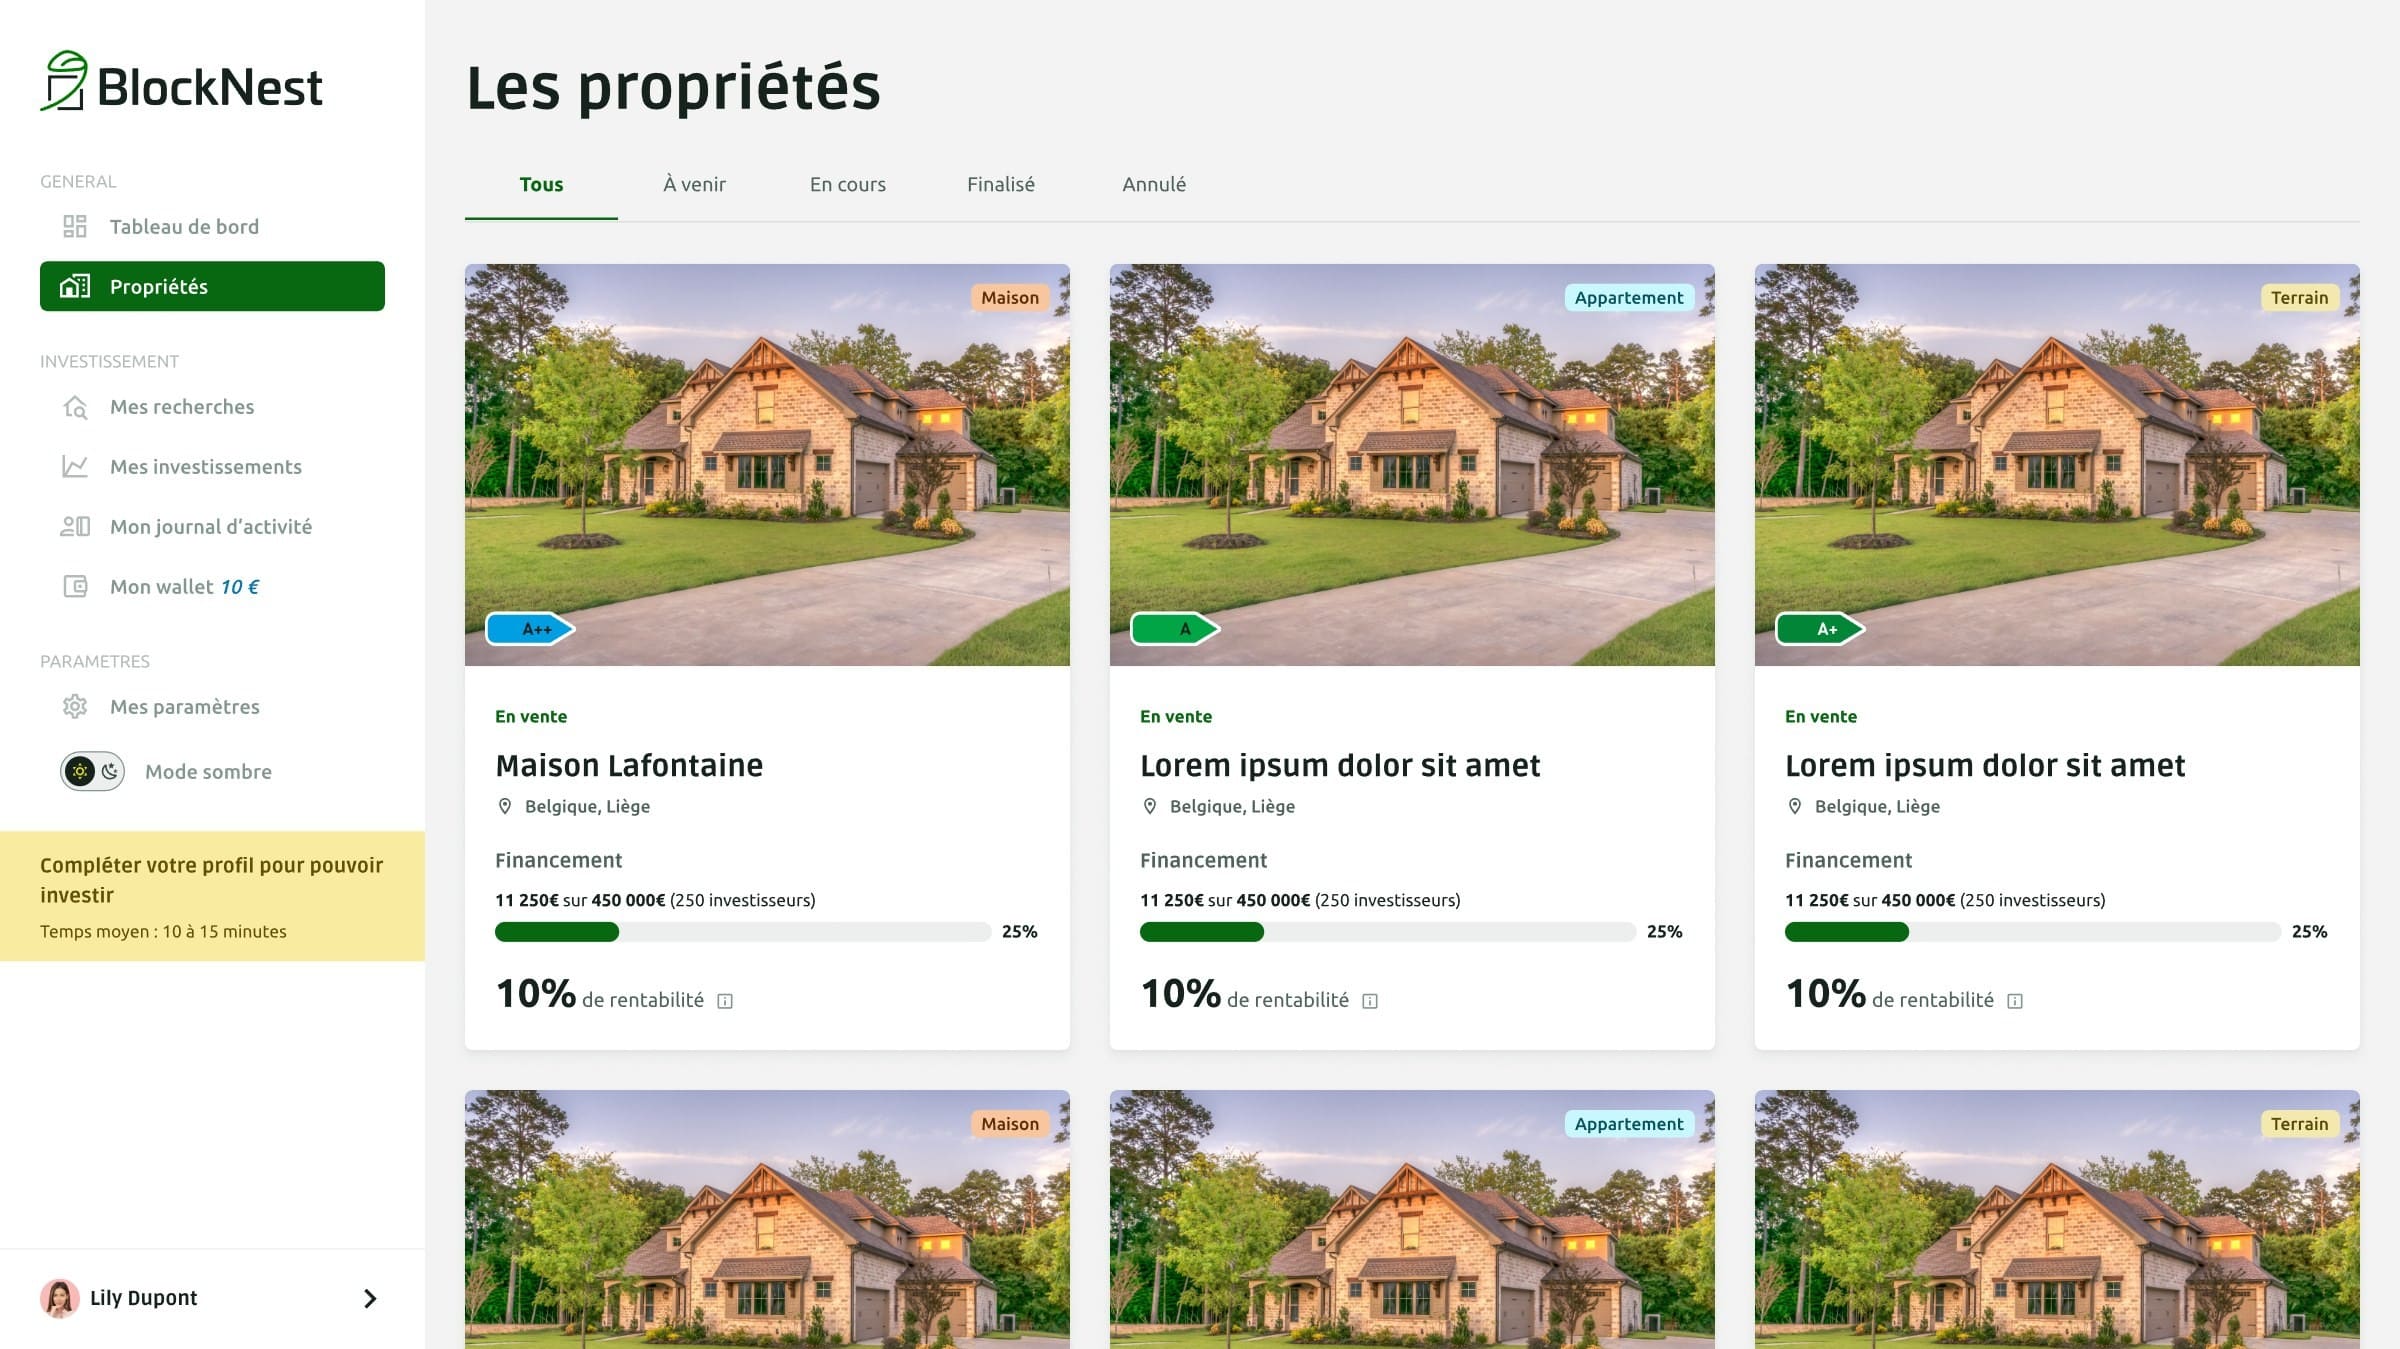 BlockNest
GENERAL
Tableau de bord
Propriétés
INVESTISSEMENT
Mes recherches
Mes investissements
Mon journal d’activité
Mon wallet 10 €
PARAMETRES
Mes paramètres
Mode sombre
Compléter votre profil pour pouvoir
investir
Temps moyen : 10 à 15 minutes
Lily Dupont
Les propriétés
Tous
À venir
En cours
Finalisé
Annulé
Maison
A++
En vente
Maison Lafontaine
Belgique, Liège
Financement
11 250€ sur 450 000€ (250 investisseurs)
25%
10% de rentabilité
Appartement
A
En vente
Lorem ipsum dolor sit amet
Belgique, Liège
Financement
11 250€ sur 450 000€ (250 investisseurs)
25%
10% de rentabilité
Terrain
A+
En vente
Lorem ipsum dolor sit amet
Belgique, Liège
Financement
11 250€ sur 450 000€ (250 investisseurs)
25%
10% de rentabilité
Maison
Appartement
Terrain